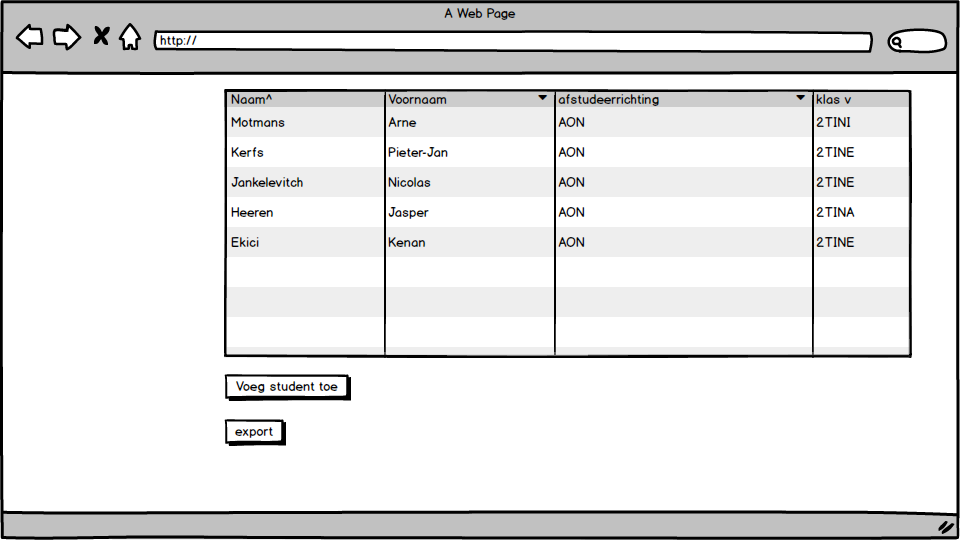 A Web Page
http://
Naam^ Voornaam afstudeerrichting klas v
Motmans Arne AON 2TINI
Kerfs Pieter-Jan AON 2TINE
Jankelevitch Nicolas AON 2TINE
Heeren Jasper AON 2TINA
Ekici Kenan AON 2TINE
Voeg student toe
export